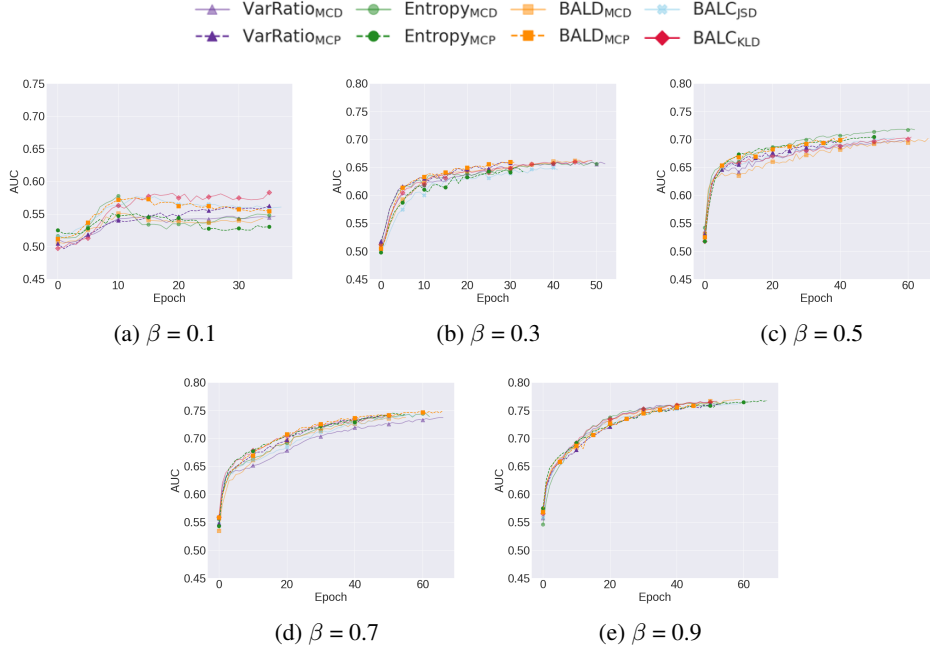 VarRatioMCD EntropyMCD BALDMCD BALCJSD
VarRatioMCP EntropyMCP BALDMCP BALCKLD
0.75
0.70
0.65
0.60
0.55
0.50
0.45
AUC
0 10 20 30
Epoch
(a) β = 0.1
0.80
0.75
0.70
0.65
0.60
0.55
0.50
0.45
AUC
0 10 20 30 40 50
Epoch
(b) β = 0.3
0.80
0.75
0.70
0.65
0.60
0.55
0.50
0.45
AUC
0 20 40 60
Epoch
(c) β = 0.5
0.80
0.75
0.70
0.65
0.60
0.55
0.50
0.45
AUC
0 20 40 60
Epoch
(d) β = 0.7
0.80
0.75
0.70
0.65
0.60
0.55
0.50
0.45
AUC
0 20 40 60
Epoch
(e) β = 0.9